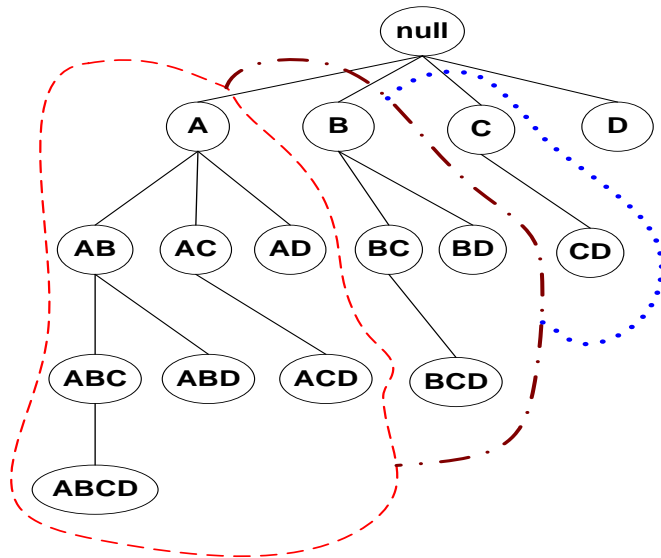 null
A B C D
AB AC AD BC BD CD
ABC ABD ACD BCD
ABCD